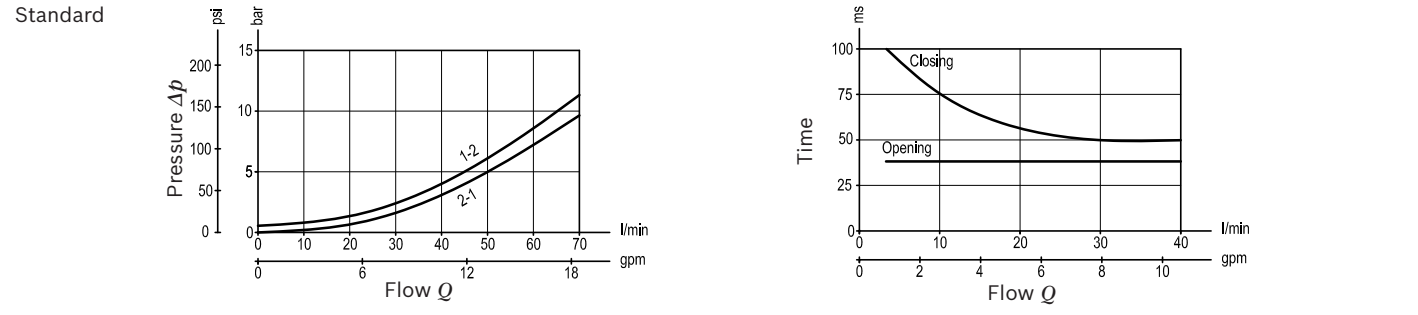 Standard
psi
bar
200
150
100
50
0
Pressure Δp
15
10
5
0
1-2
2-1
0 10 20 30 40 50 60 70
l/min
0 6 12 18
gpm
Flow Q
ms
Time
100
75
50
25
0
Closing
Opening
0 10 20 30 40
l/min
0 2 4 6 8 10
gpm
Flow Q